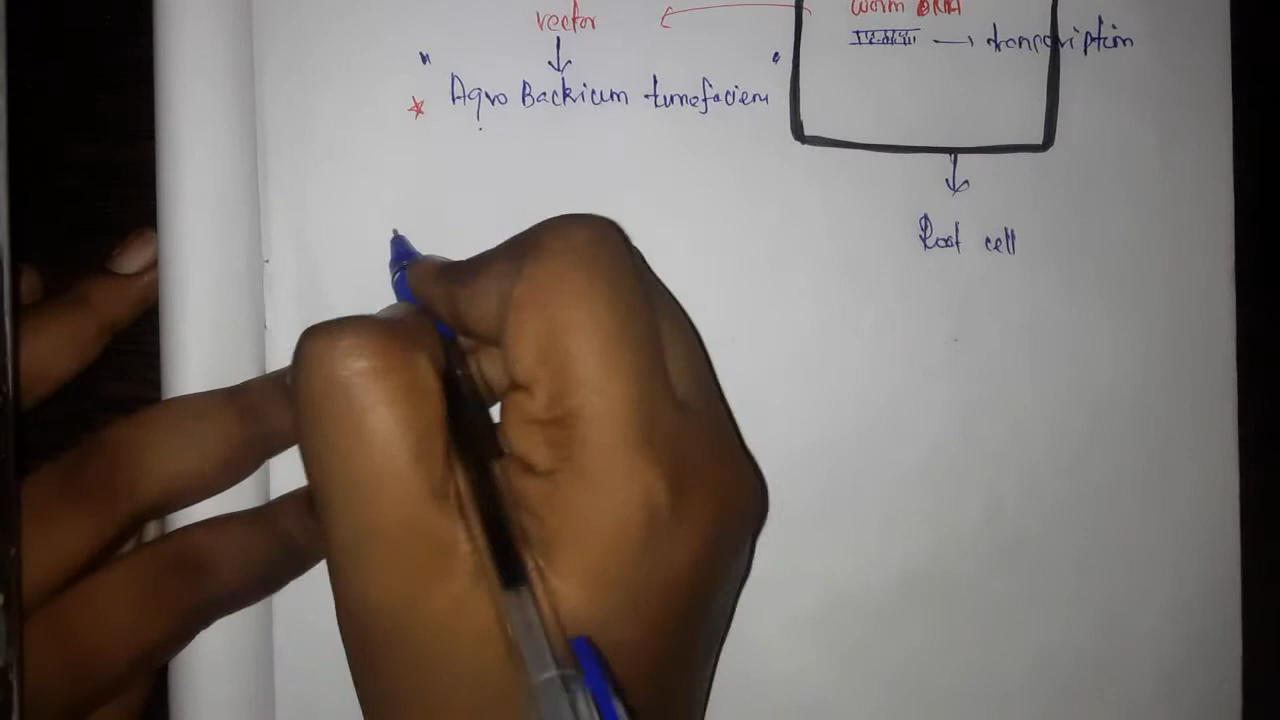 vector
worm DNA
→ transcription
" Agro Backrium tumefaciens "
Root cell